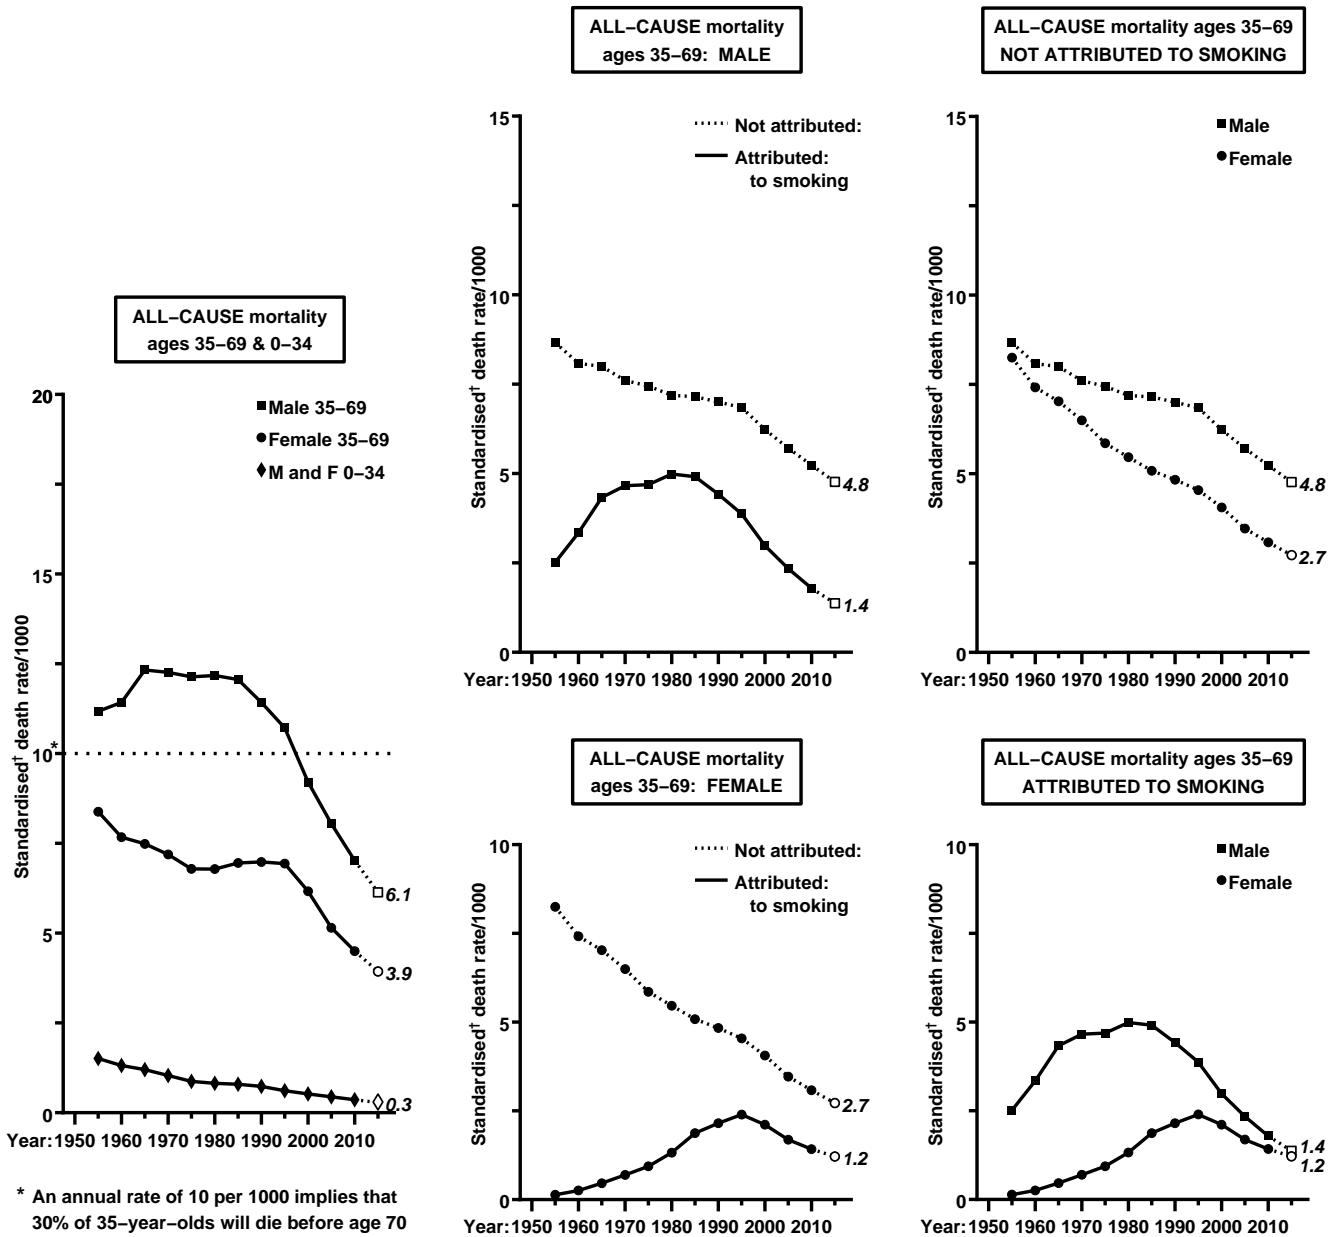 ALL−CAUSE mortality
ages 35−69 & 0−34
20
15
10*
5
0
Standardised† death rate/1000
Male 35−69
Female 35−69
M and F 0−34
6.1
3.9
0.3
Year: 1950 1960 1970 1980 1990 2000 2010
* An annual rate of 10 per 1000 implies that
30% of 35−year−olds will die before age 70
ALL−CAUSE mortality
ages 35−69: MALE
15
10
5
0
Standardised† death rate/1000
Not attributed:
Attributed:
to smoking
4.8
1.4
Year: 1950 1960 1970 1980 1990 2000 2010
ALL−CAUSE mortality ages 35−69
NOT ATTRIBUTED TO SMOKING
15
10
5
0
Standardised† death rate/1000
Male
Female
4.8
2.7
Year: 1950 1960 1970 1980 1990 2000 2010
ALL−CAUSE mortality
ages 35−69: FEMALE
10
5
0
Standardised† death rate/1000
Not attributed:
Attributed:
to smoking
2.7
1.2
Year: 1950 1960 1970 1980 1990 2000 2010
ALL−CAUSE mortality ages 35−69
ATTRIBUTED TO SMOKING
10
5
0
Standardised† death rate/1000
Male
Female
1.4
1.2
Year: 1950 1960 1970 1980 1990 2000 2010